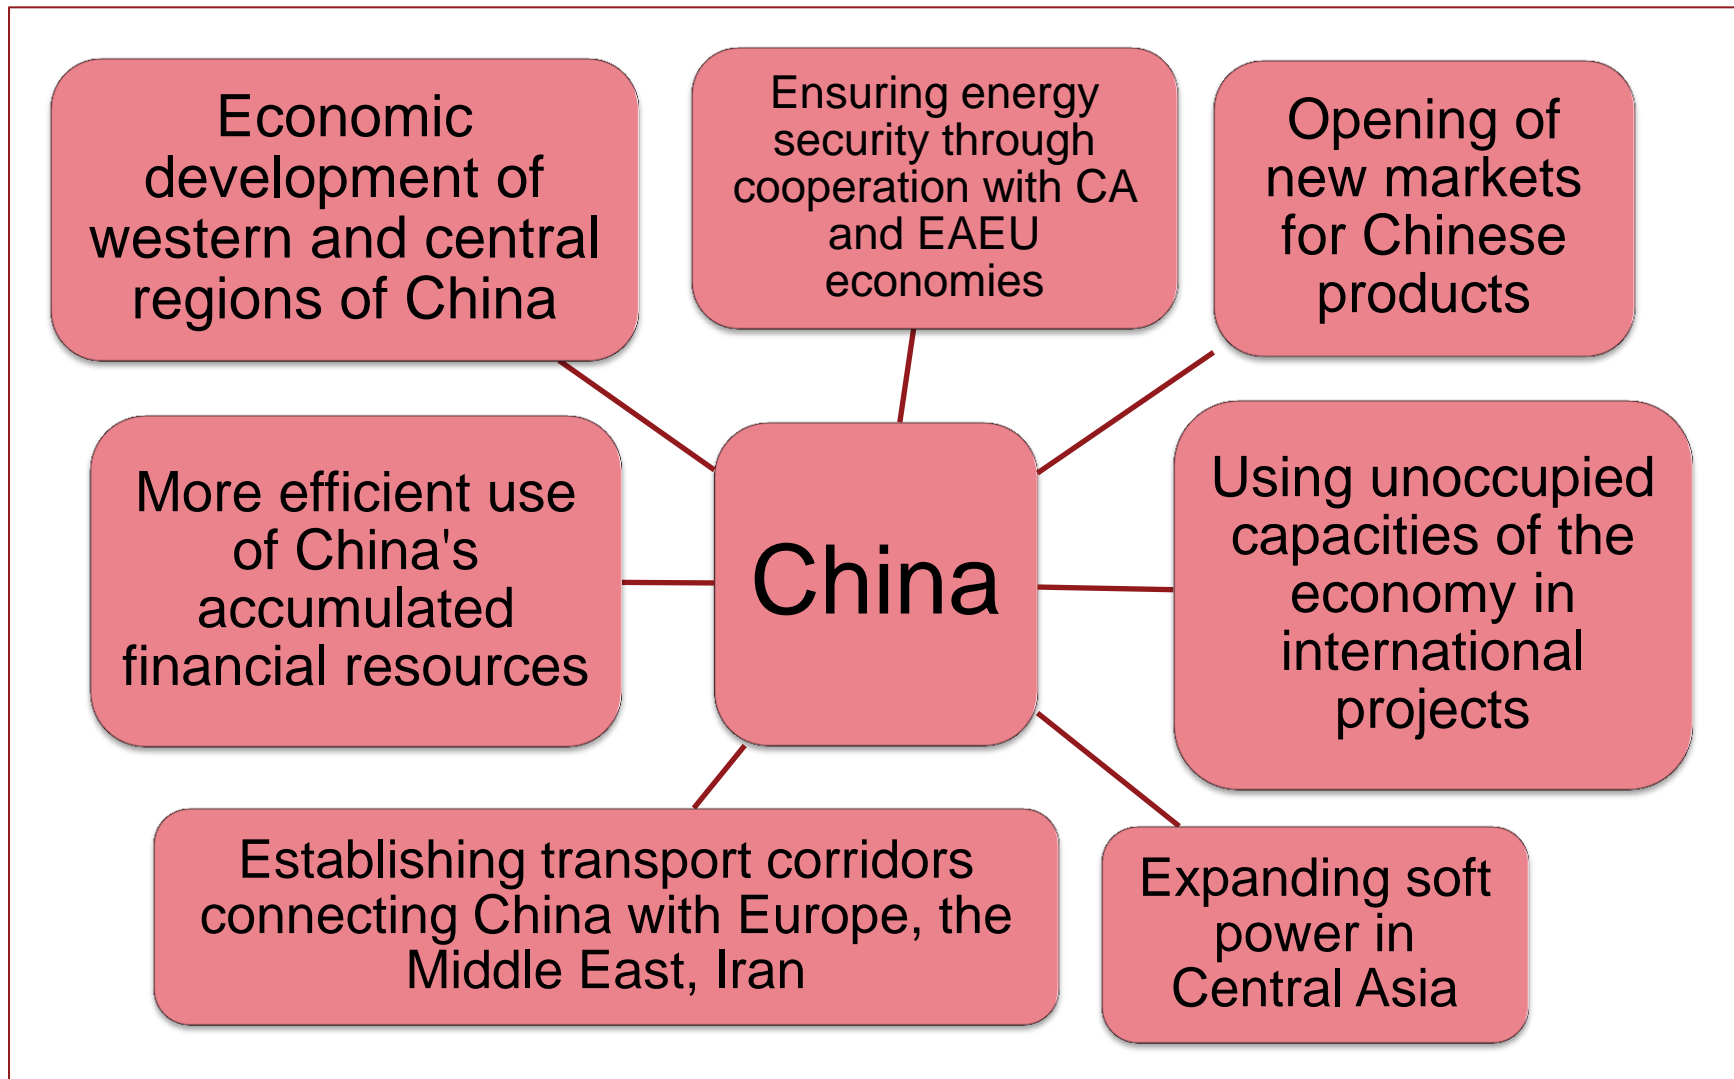 Economic
development of
western and central
regions of China
Ensuring energy
security through
cooperation with CA
and EAEU
economies
Opening of
new markets
for Chinese
products
More efficient use
of China's
accumulated
financial resources
China
Using unoccupied
capacities of the
economy in
international
projects
Establishing transport corridors
connecting China with Europe, the
Middle East, Iran
Expanding soft
power in
Central Asia